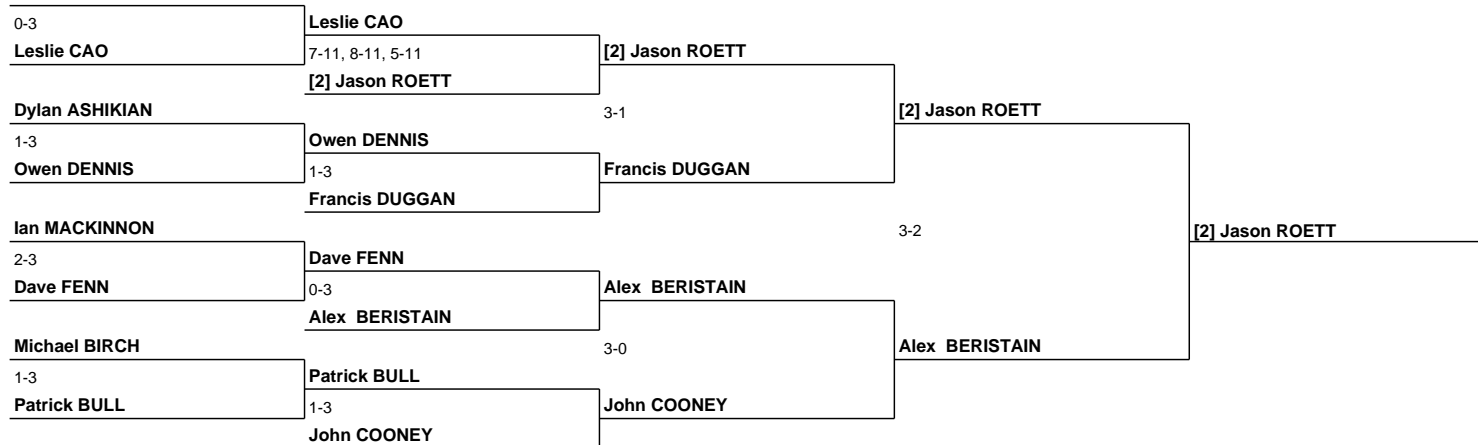 0-3
Leslie CAO
Leslie CAO
7-11, 8-11, 5-11
[2] Jason ROETT
[2] Jason ROETT
Dylan ASHIKIAN
3-1
[2] Jason ROETT
1-3
Owen DENNIS
Owen DENNIS
1-3
Francis DUGGAN
Francis DUGGAN
Ian MACKINNON
3-2
[2] Jason ROETT
2-3
Dave FENN
Dave FENN
0-3
Alex BERISTAIN
Alex BERISTAIN
Michael BIRCH
3-0
Alex BERISTAIN
1-3
Patrick BULL
Patrick BULL
1-3
John COONEY
John COONEY